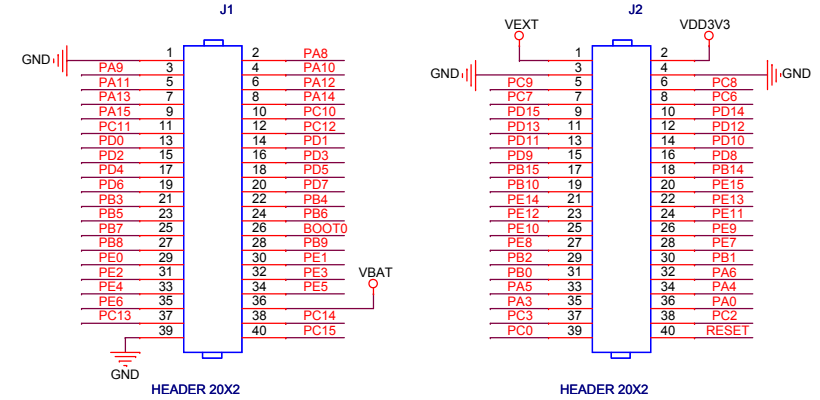 J1
GND 1 2 PA8
PA9 3 4 PA10
PA11 5 6 PA12
PA13 7 8 PA14
PA15 9 10 PC10
PC11 11 12 PC12
PD0 13 14 PD1
PD2 15 16 PD3
PD4 17 18 PD5
PD6 19 20 PD7
PB3 21 22 PB4
PB5 23 24 PB6
PB7 25 26 BOOT0
PB8 27 28 PB9
PE0 29 30 PE1
PE2 31 32 PE3
PE4 33 34 PE5
VBAT
PE6 35 36
PC13 37 38 PC14
39 40 PC15
GND
HEADER 20X2
J2
VEXT VDD3V3
1 2
GND 3 4 GND
PC9 5 6 PC8
PC7 7 8 PC6
PD15 9 10 PD14
PD13 11 12 PD12
PD11 13 14 PD10
PD9 15 16 PD8
PB15 17 18 PB14
PB10 19 20 PE15
PE14 21 22 PE13
PE12 23 24 PE11
PE10 25 26 PE9
PE8 27 28 PE7
PB2 29 30 PB1
PB0 31 32 PA6
PA5 33 34 PA4
PA3 35 36 PA0
PC3 37 38 PC2
PC0 39 40 RESET
HEADER 20X2